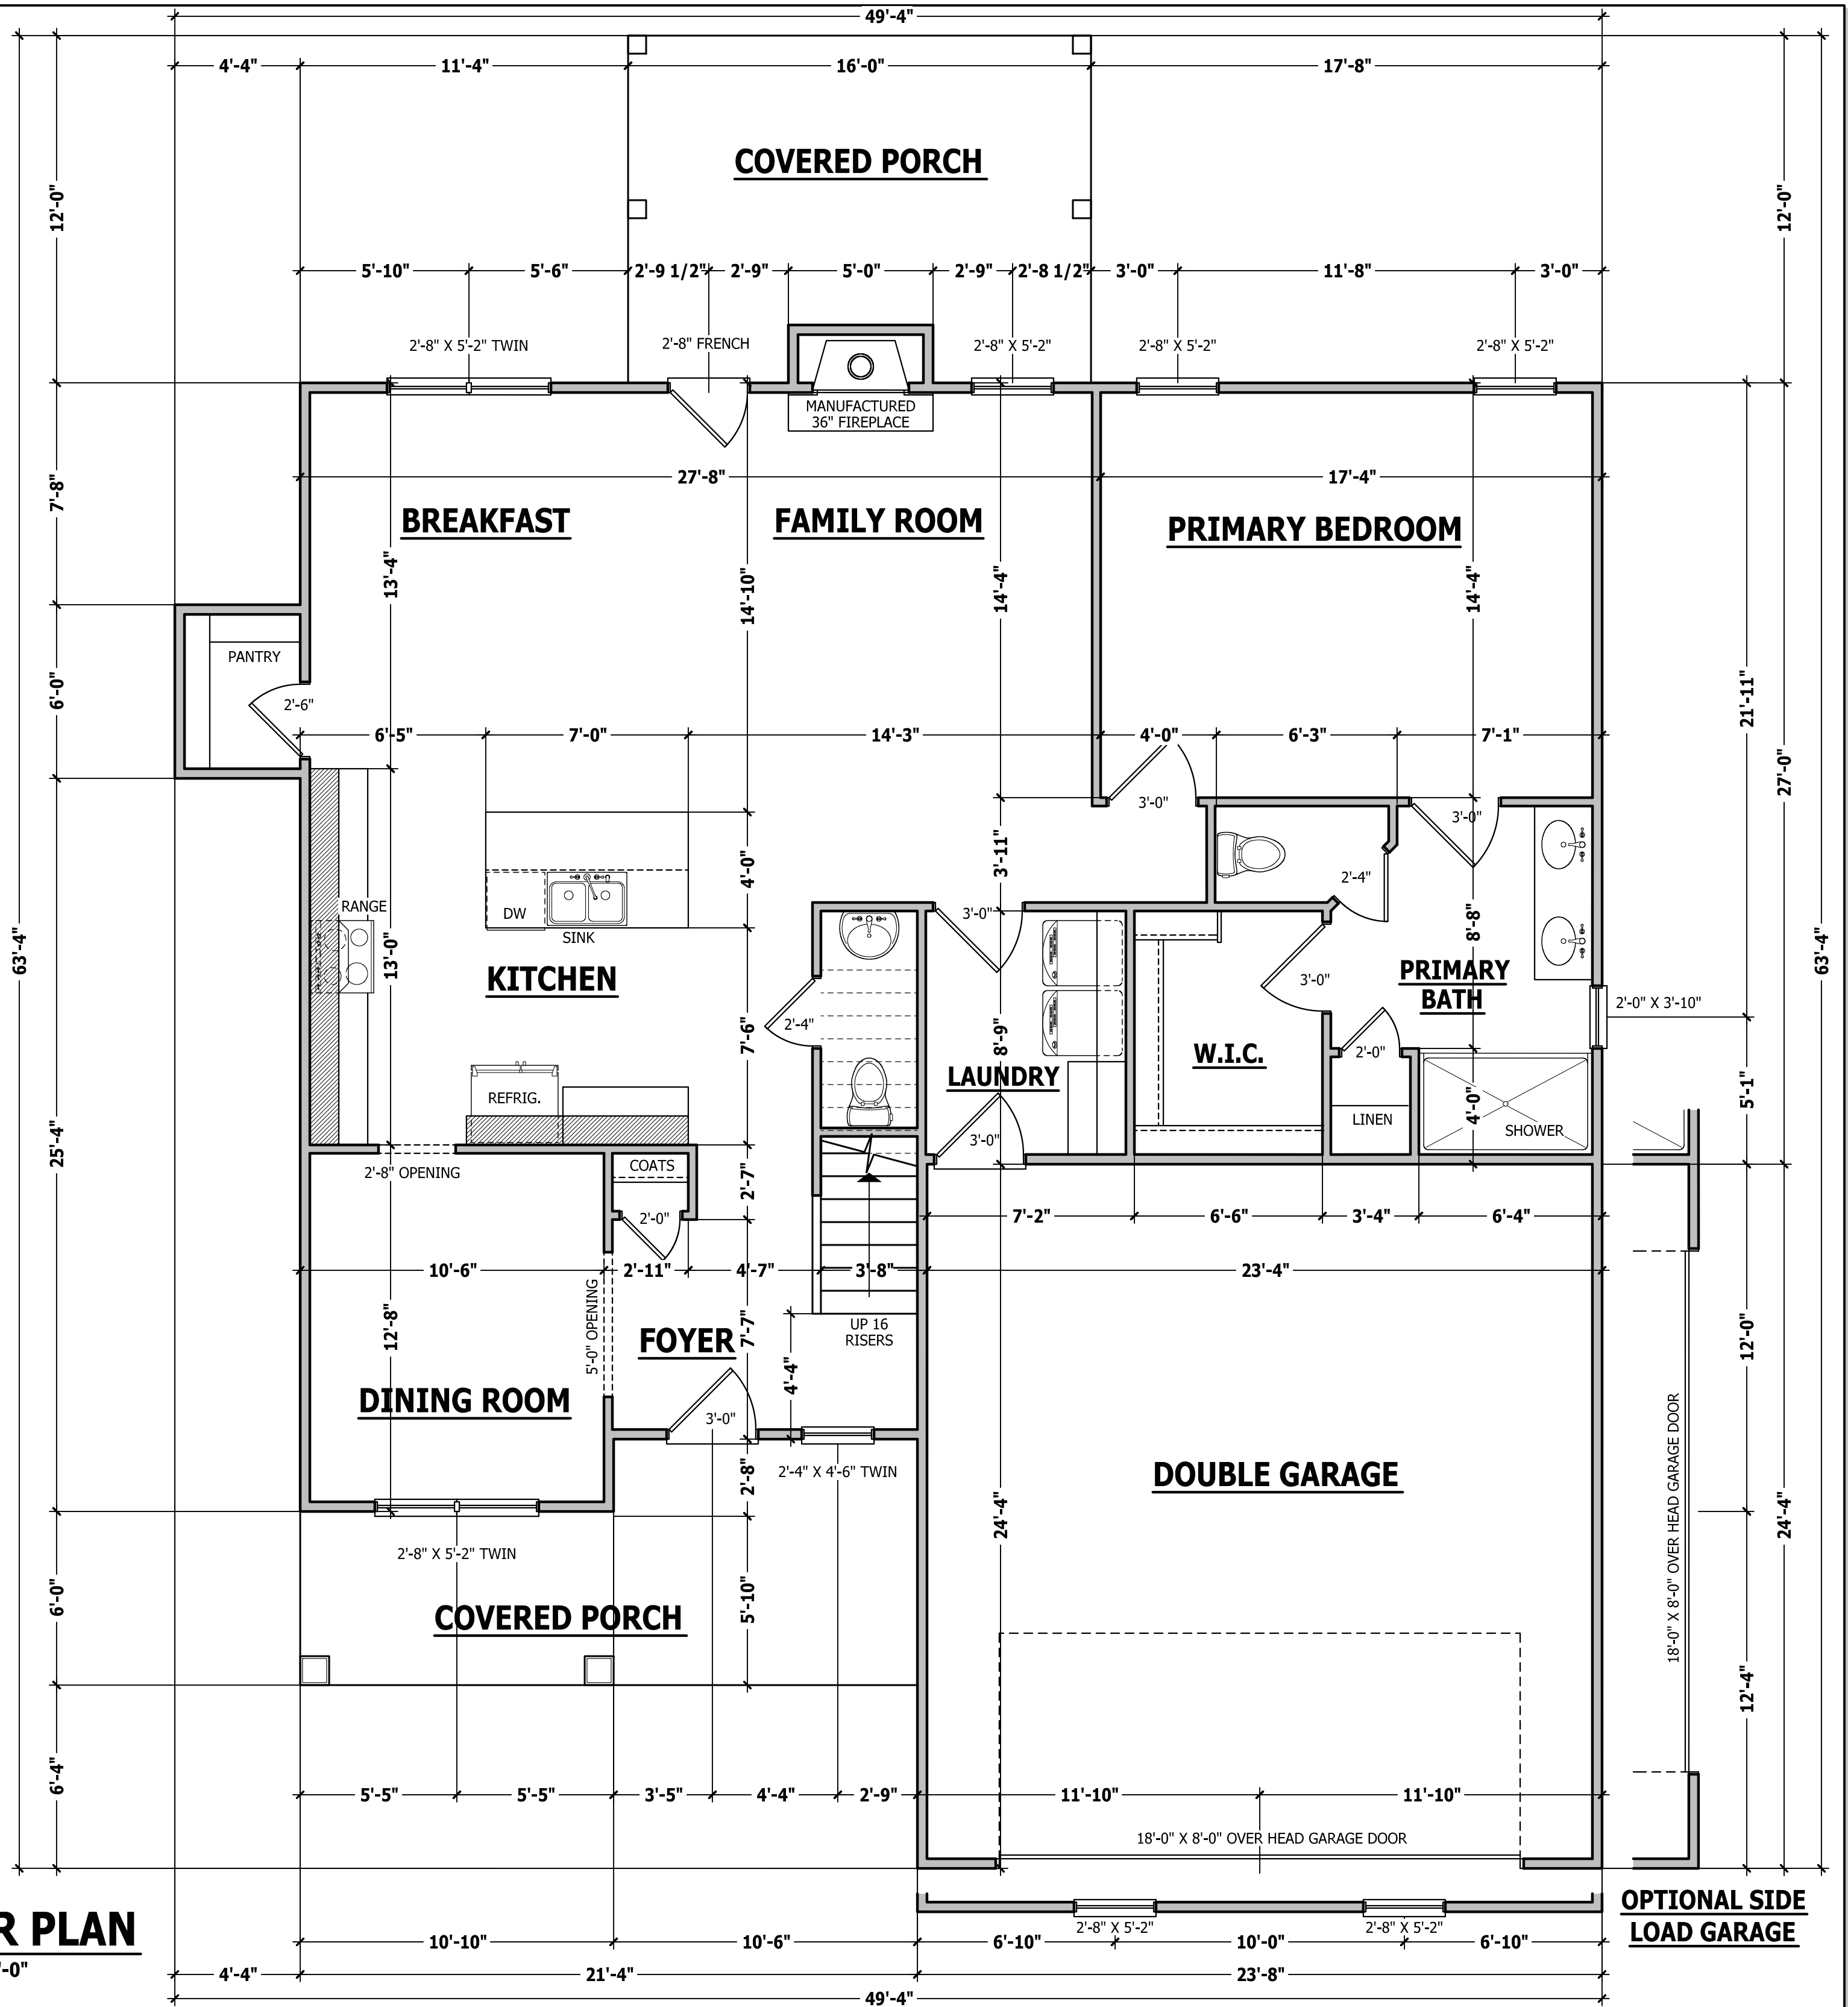 49'-4"
4'-4" 11'-4" 16'-0" 17'-8"
COVERED PORCH
12'-0" 12'-0"
5'-10" 5'-6" 2'-9 1/2" 2'-9" 5'-0" 2'-9" 2'-8 1/2" 3'-0" 11'-8" 3'-0"
2'-8" X 5'-2" TWIN 2'-8" FRENCH 2'-8" X 5'-2" 2'-8" X 5'-2" 2'-8" X 5'-2"
MANUFACTURED
36" FIREPLACE
27'-8" 17'-4"
7'-8"
BREAKFAST FAMILY ROOM PRIMARY BEDROOM
13'-4" 14'-10" 14'-4" 14'-4"
PANTRY
6'-0" 2'-6" 21'-11"
6'-5" 7'-0" 14'-3" 4'-0" 6'-3" 7'-1"
27'-0"
3'-0" 3'-0"
4'-0" 3'-11" 2'-4"
RANGE DW SINK 3'-0" 8'-8"
63'-4" 13'-0" 63'-4"
KITCHEN 3'-0" PRIMARY
BATH
2'-0" X 3'-10"
2'-4" 7'-6" 8'-9" W.I.C. 2'-0"
LAUNDRY
REFRIG. 5'-1"
25'-4" 3'-0" LINEN 4'-0" SHOWER
2'-8" OPENING COATS 2'-7"
2'-0" 7'-2" 6'-6" 3'-4" 6'-4"
10'-6" 2'-11" 4'-7" 3'-8" 23'-4"
12'-8" 5'-0" OPENING 7'-7" UP 16
RISERS
12'-0"
FOYER 4'-4"
DINING ROOM 3'-0"
2'-8" 2'-4" X 4'-6" TWIN DOUBLE GARAGE
24'-4" 18'-0" X 8'-0" OVER HEAD GARAGE DOOR 24'-4"
2'-8" X 5'-2" TWIN
6'-0" COVERED PORCH 5'-10"
12'-4"
6'-4"
5'-5" 5'-5" 3'-5" 4'-4" 2'-9" 11'-10" 11'-10"
18'-0" X 8'-0" OVER HEAD GARAGE DOOR
OPTIONAL SIDE
LOAD GARAGE
R PLAN
'-0"
2'-8" X 5'-2" 2'-8" X 5'-2"
10'-10" 10'-6" 6'-10" 10'-0" 6'-10"
4'-4" 21'-4" 23'-8"
49'-4"